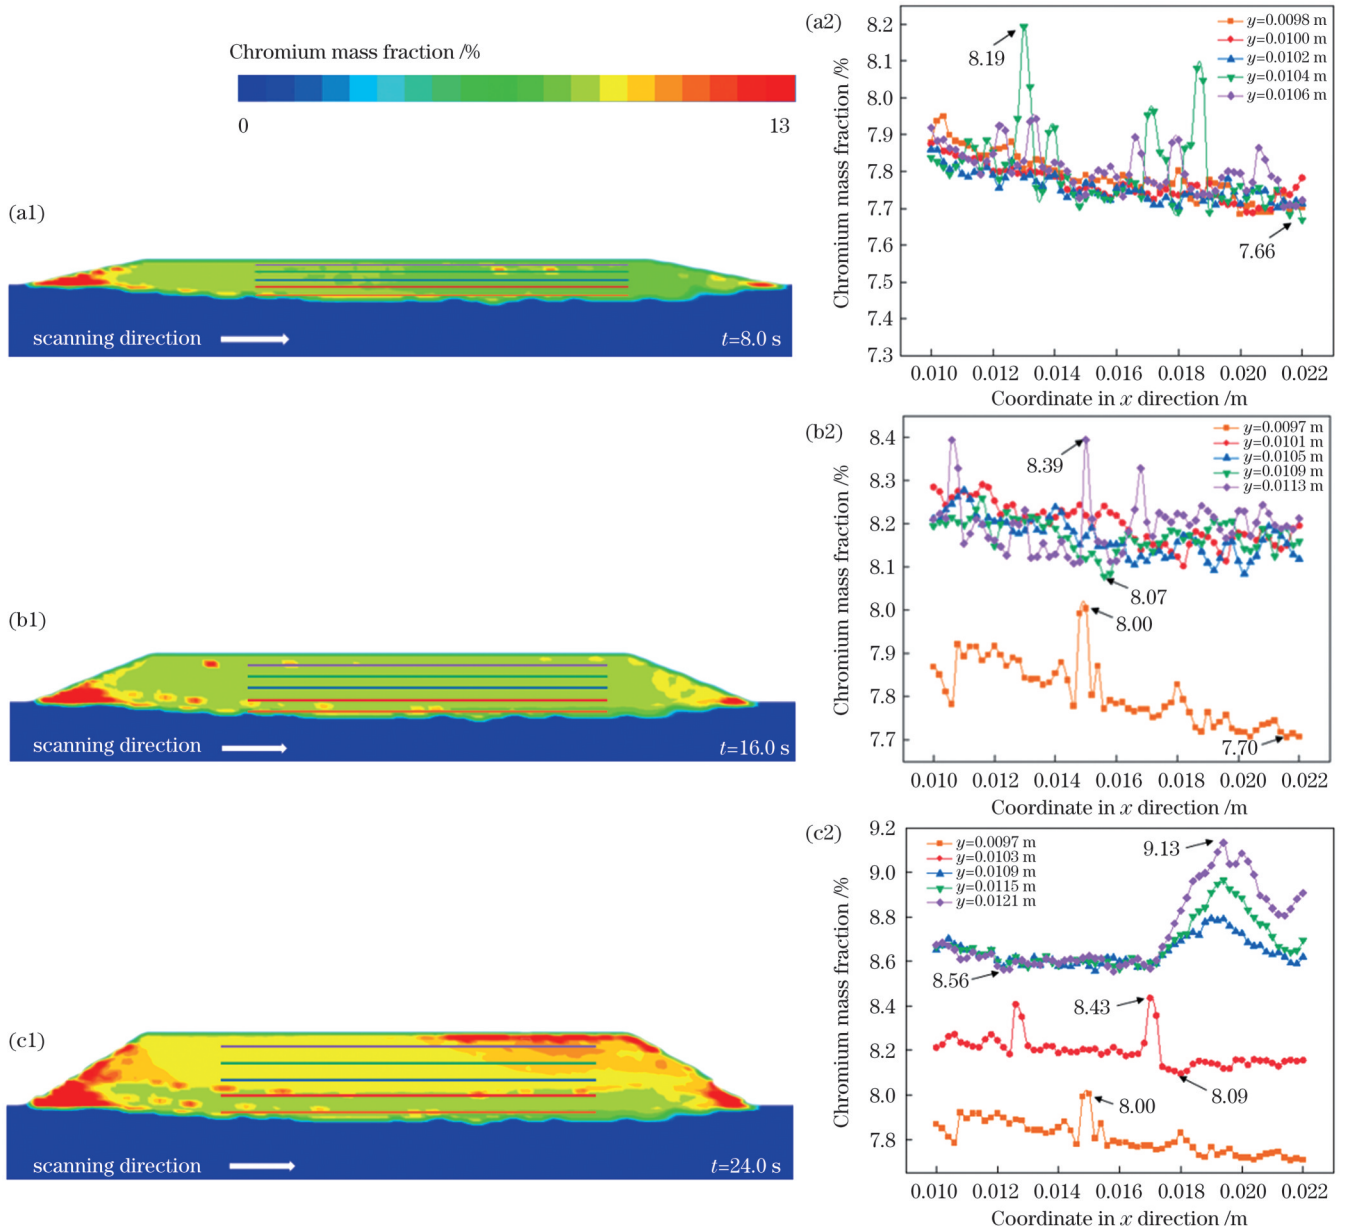 Chromium mass fraction /%
0 13
(a1)
scanning direction t=8.0 s
(a2)
Chromium mass fraction /%
8.2
8.1
8.0
7.9
7.8
7.7
7.6
7.5
7.4
7.3
y=0.0098 m
y=0.0100 m
y=0.0102 m
y=0.0104 m
y=0.0106 m
8.19
7.66
0.010 0.012 0.014 0.016 0.018 0.020 0.022
Coordinate in x direction /m
(b1)
scanning direction t=16.0 s
(b2)
Chromium mass fraction /%
8.4
8.3
8.2
8.1
8.0
7.9
7.8
7.7
y=0.0097 m
y=0.0101 m
y=0.0105 m
y=0.0109 m
y=0.0113 m
8.39
8.07
8.00
7.70
0.010 0.012 0.014 0.016 0.018 0.020 0.022
Coordinate in x direction /m
(c1)
scanning direction t=24.0 s
(c2)
Chromium mass fraction /%
9.2
9.0
8.8
8.6
8.4
8.2
8.0
7.8
y=0.0097 m
y=0.0103 m
y=0.0109 m
y=0.0115 m
y=0.0121 m
9.13
8.56
8.43
8.09
8.00
0.010 0.012 0.014 0.016 0.018 0.020 0.022
Coordinate in x direction /m